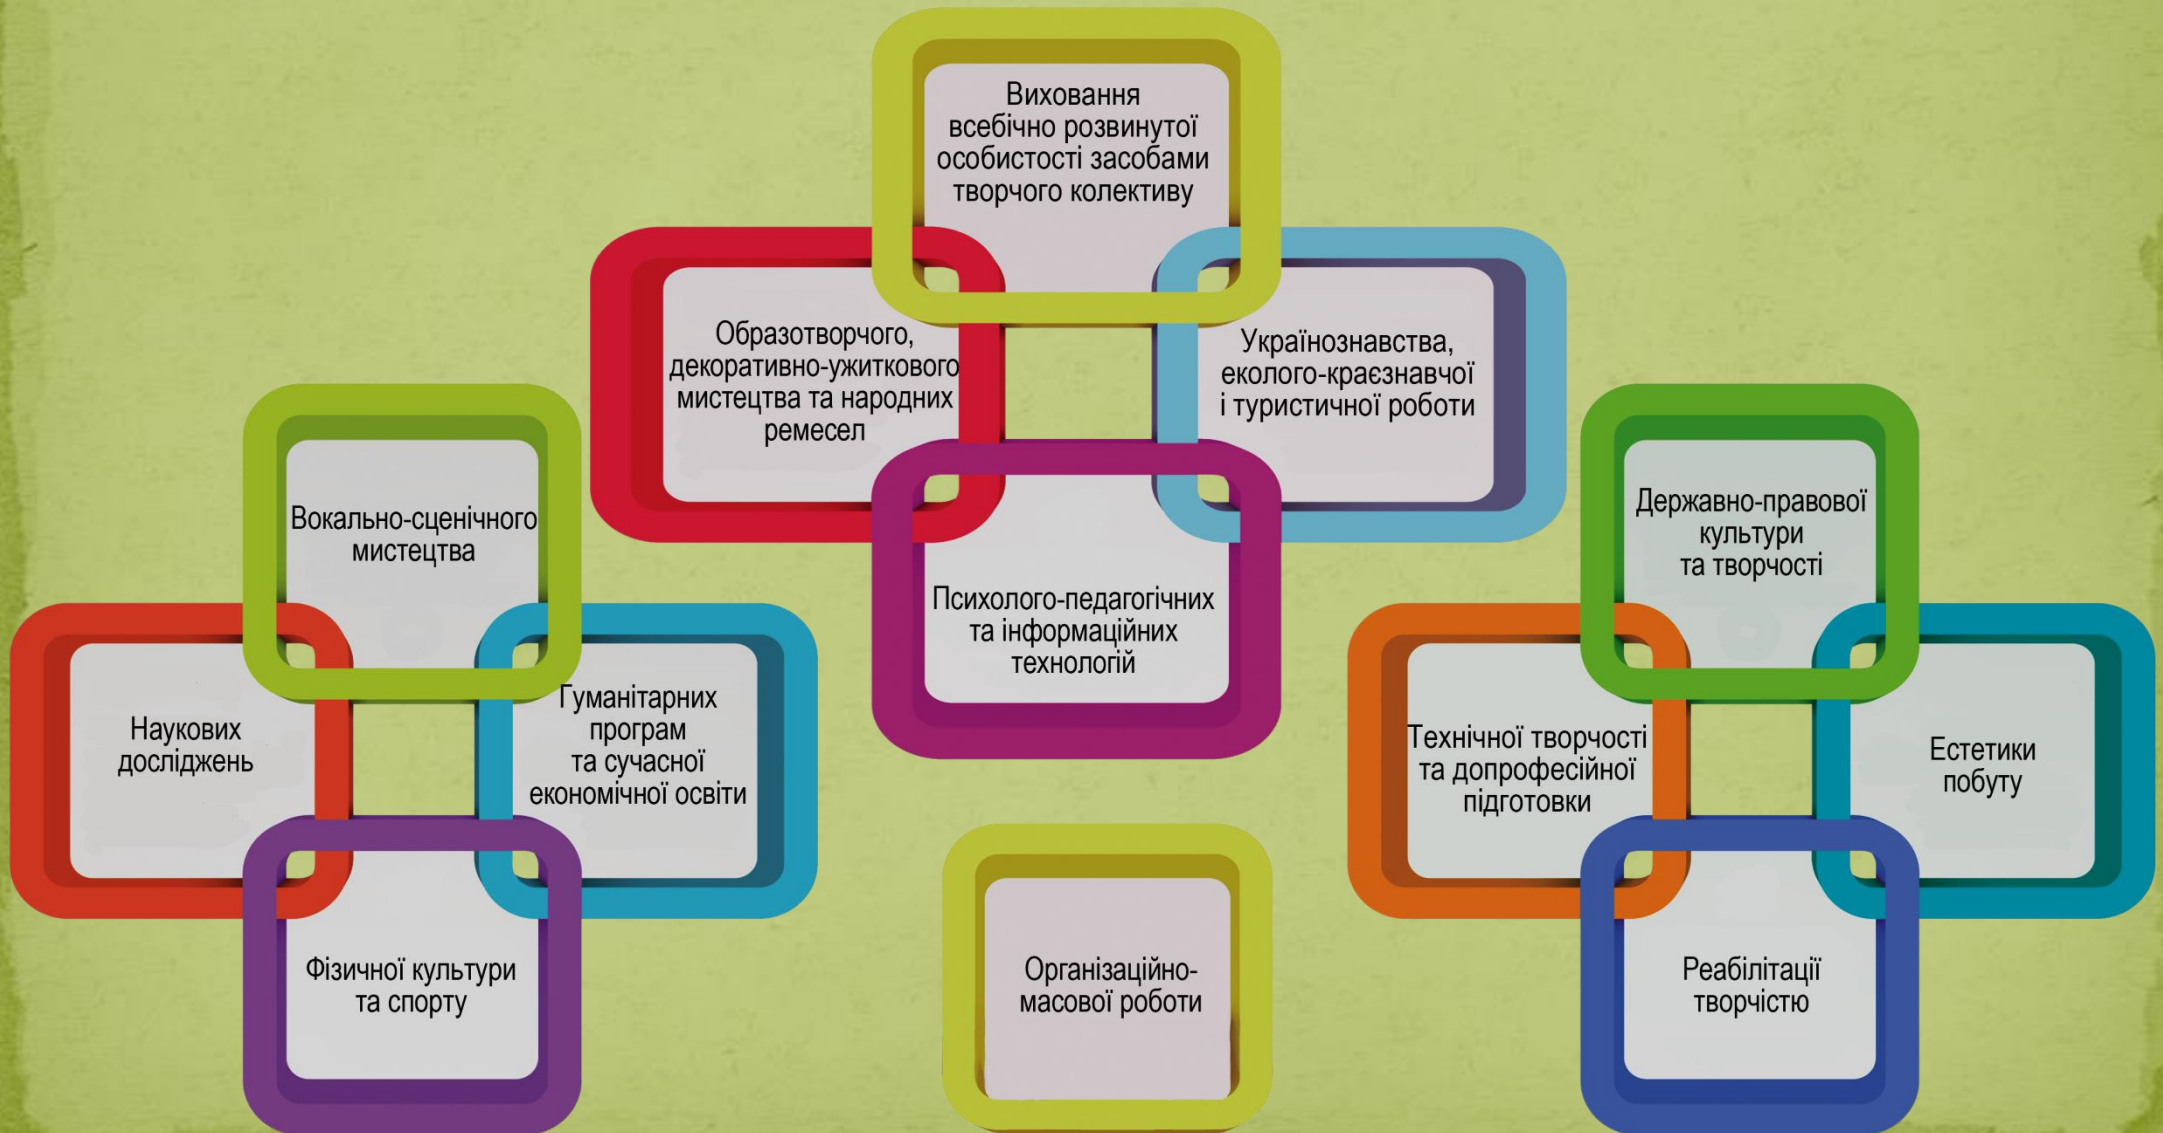 Виховання
всебічно розвинутої
особистості засобами
творчого колективу
Образотворчого,
декоративно-ужиткового
мистецтва та народних
ремесел
Українознавства,
еколого-краєзнавчої
і туристичної роботи
Психолого-педагогічних
та інформаційних
технологій
Вокально-сценічного
мистецтва
Наукових
досліджень
Гуманітарних
програм
та сучасної
економічної освіти
Фізичної культури
та спорту
Організаційно-
масової роботи
Державно-правової
культури
та творчості
Технічної творчості
та допрофесійної
підготовки
Естетики
побуту
Реабілітації
творчістю